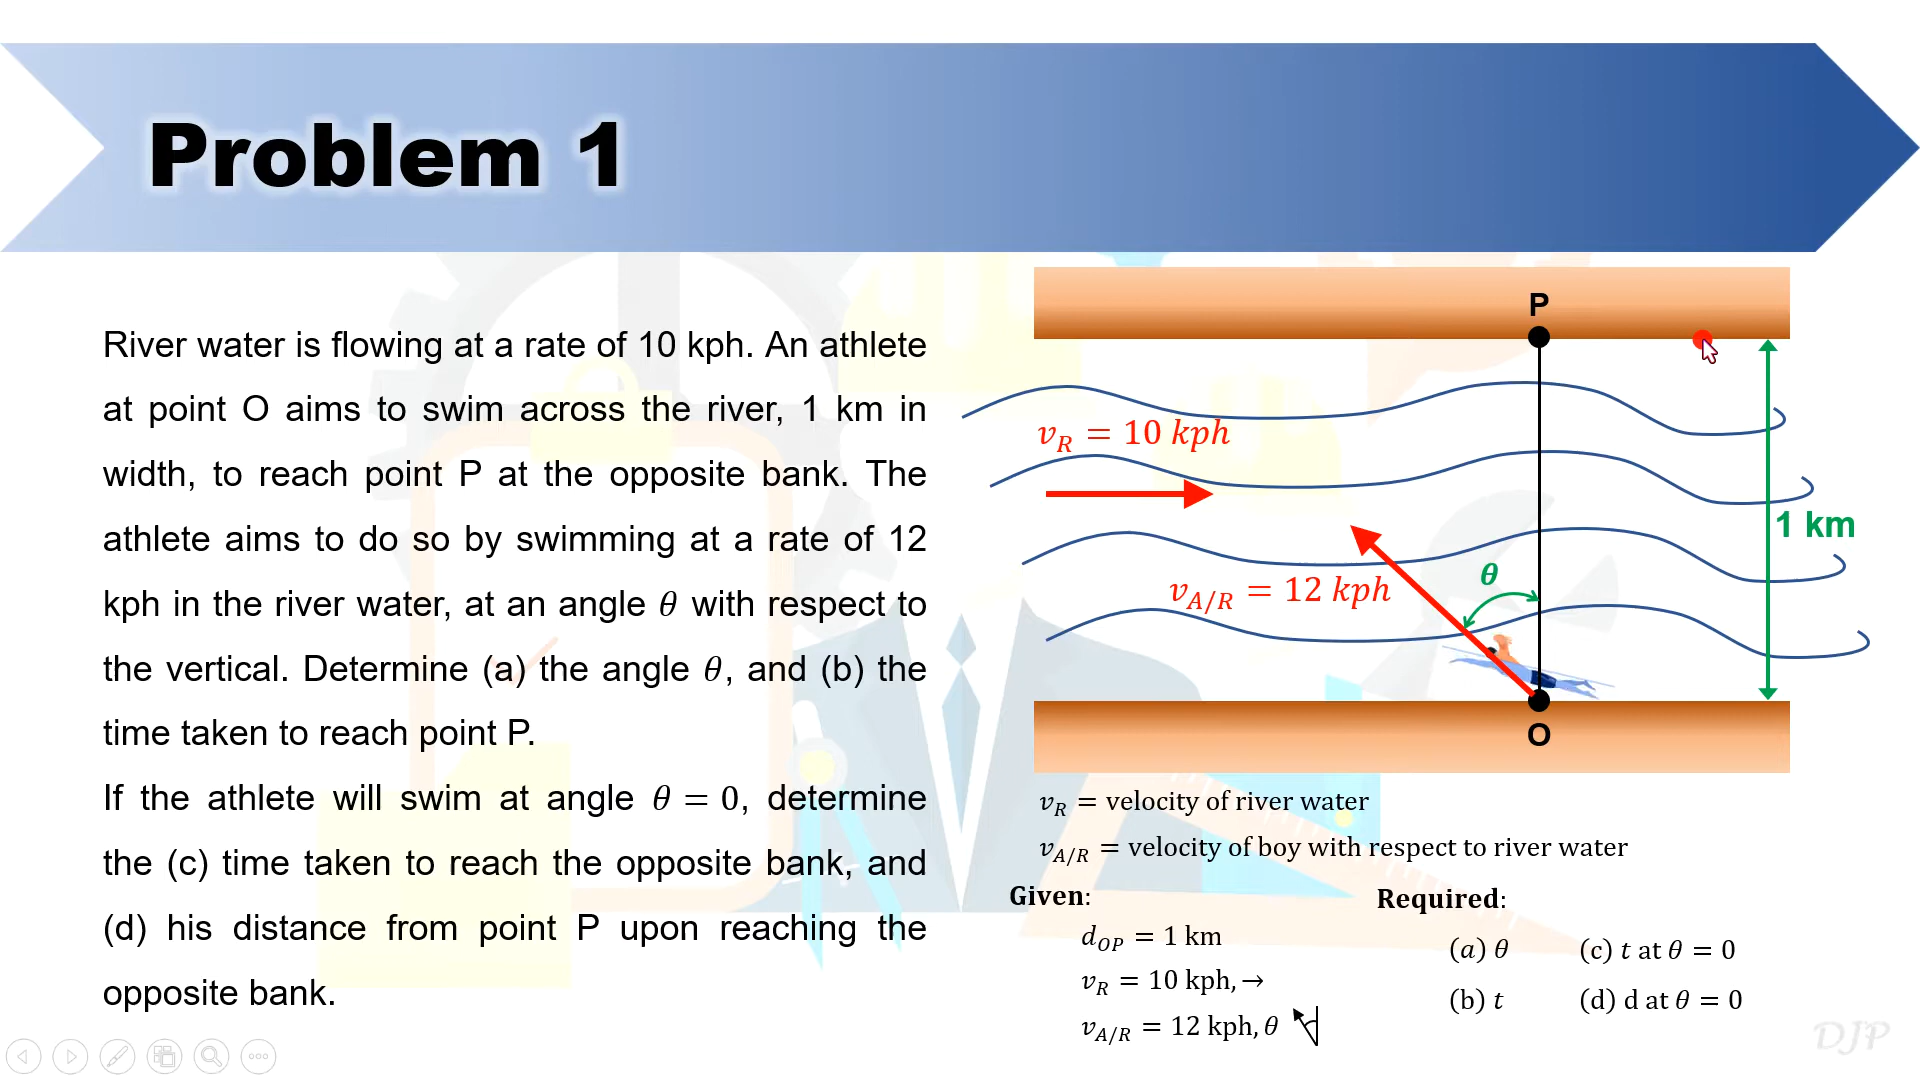 Problem 1
River water is flowing at a rate of 10 kph. An athlete
at point O aims to swim across the river, 1 km in
width, to reach point P at the opposite bank. The
athlete aims to do so by swimming at a rate of 12
kph in the river water, at an angle θ with respect to
the vertical. Determine (a) the angle θ, and (b) the
time taken to reach point P.
If the athlete will swim at angle θ = 0, determine
the (c) time taken to reach the opposite bank, and
(d) his distance from point P upon reaching the
opposite bank.
P
v_R = 10 kph
1 km
θ
v_{A/R} = 12 kph
O
v_R = velocity of river water
v_{A/R} = velocity of boy with respect to river water
Given:
d_{OP} = 1 km
v_R = 10 kph, →
v_{A/R} = 12 kph, θ
Required:
(a) θ (c) t at θ = 0
(b) t (d) d at θ = 0
DJP